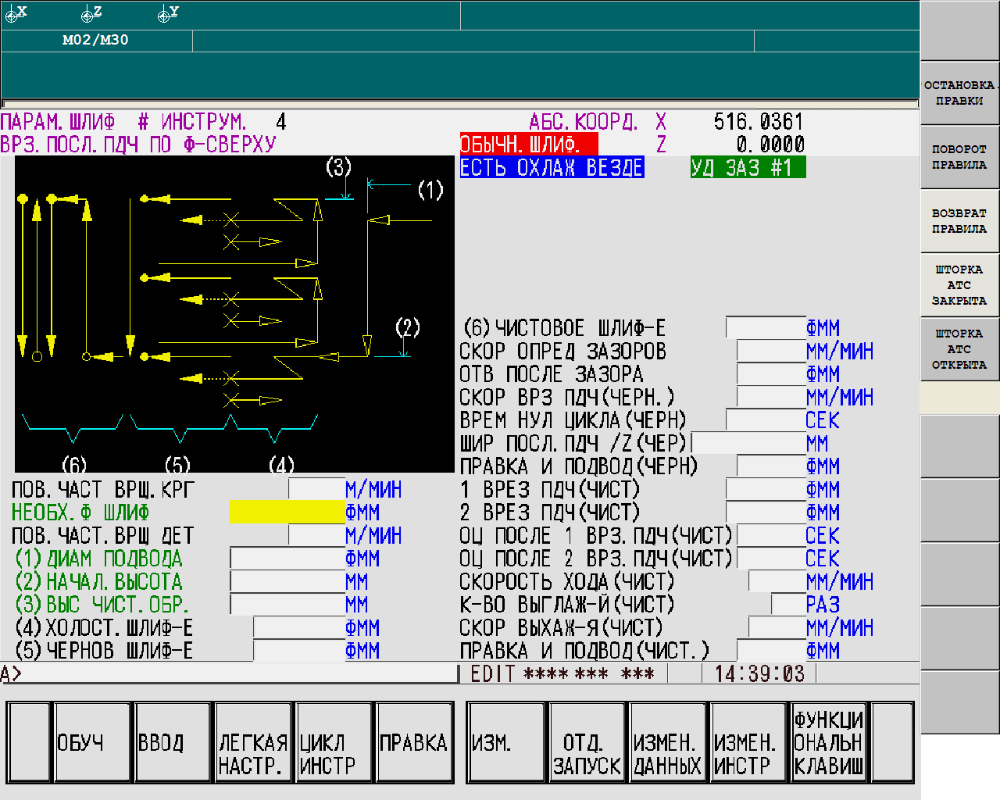 X Z Y
M02/M30
ПАРАМ.ШЛИФ # ИНСТРУМ. 4
АБС.КООРД. X 516.0361
ВРЗ.ПОСЛ.ПДЧ ПО Ф-СВЕРХУ
ОБЫЧН.ШЛИФ. Z 0.0000
ЕСТЬ ОХЛАЖ ВЕЗДЕ УД ЗАЗ #1
(3)
(1)
(2)
(6) (5) (4)
ПОВ.ЧАСТ ВРЩ.КРГ М/МИН
НЕОБХ.Ф ШЛИФ ФММ
ПОВ.ЧАСТ.ВРЩ ДЕТ М/МИН
(1)ДИАМ ПОДВОДА ФММ
(2)НАЧАЛ.ВЫСОТА ММ
(3)ВЫС ЧИСТ.ОБР. ММ
(4)ХОЛОСТ.ШЛИФ-Е ФММ
(5)ЧЕРНОВ ШЛИФ-Е ФММ
(6)ЧИСТОВОЕ ШЛИФ-Е ФММ
СКОР ОПРЕД ЗАЗОРОВ ММ/МИН
ОТВ ПОСЛЕ ЗАЗОРА ФММ
СКОР ВРЗ ПДЧ(ЧЕРН.) ММ/МИН
ВРЕМ НУЛ ЦИКЛА(ЧЕРН) СЕК
ШИР ПОСЛ.ПДЧ /Z(ЧЕР) ММ
ПРАВКА И ПОДВОД(ЧЕРН) ФММ
1 ВРЕЗ ПДЧ(ЧИСТ) ФММ
2 ВРЕЗ ПДЧ(ЧИСТ) ФММ
ОЦ ПОСЛЕ 1 ВРЗ.ПДЧ(ЧИСТ) СЕК
ОЦ ПОСЛЕ 2 ВРЗ.ПДЧ(ЧИСТ) СЕК
СКОРОСТЬ ХОДА(ЧИСТ) ММ/МИН
К-ВО ВЫГЛАЖ-Й(ЧИСТ) РАЗ
СКОР ВЫХАЖ-Я(ЧИСТ) ММ/МИН
ПРАВКА И ПОДВОД(ЧИСТ.) ФММ
A>
EDIT **** *** *** 14:39:03
ОБУЧ
ВВОД
ЛЕГКАЯ
НАСТР.
ЦИКЛ
ИНСТР
ПРАВКА
ИЗМ.
ОТД.
ЗАПУСК
ИЗМЕН.
ДАННЫХ
ИЗМЕН.
ИНСТР
ФУНКЦИ
ОНАЛЬН
КЛАВИШ
ОСТАНОВКА.
ПРАВКИ
ПОВОРОТ
ПРАВИЛА
ВОЗВРАТ
ПРАВИЛА
ШТОРКА
АТС
ЗАКРЫТА
ШТОРКА
АТС
ОТКРЫТА